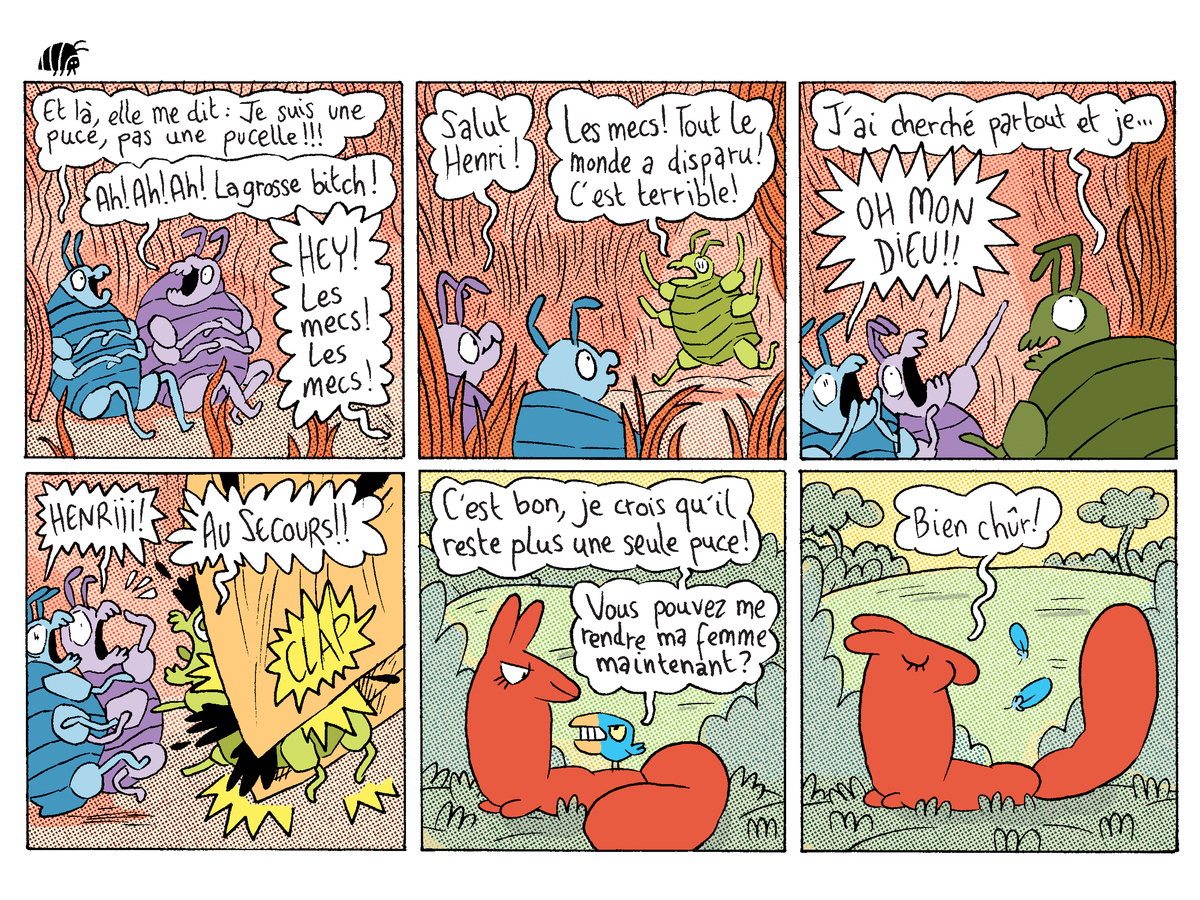 Et là, elle me dit : Je suis une
puce, pas une pucelle!!!
Ah! Ah! Ah! La grosse bitch!
HEY!
Les
mecs!
Les
mecs!
Salut
Henri!
Les mecs! Tout le
monde a disparu!
C'est terrible!
J'ai cherché partout et je...
OH MON
DIEU!!
HENRiii!
AU SECOURS!!
CLAP
C'est bon, je crois qu'il
reste plus une seule puce!
Vous pouvez me
rendre ma femme
maintenant?
Bien chûr!